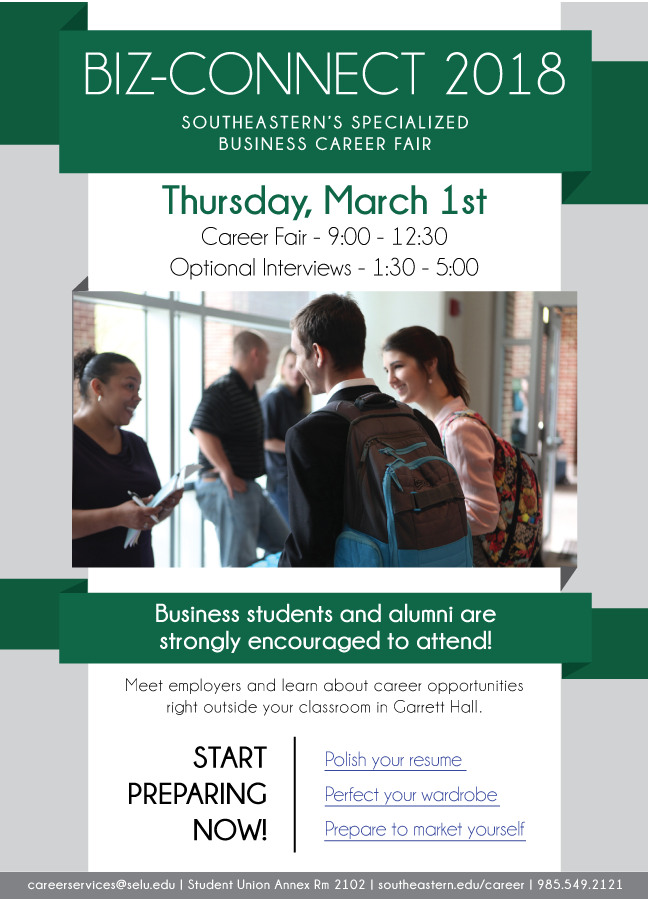 BIZ-CONNECT 2018
SOUTHEASTERN'S SPECIALIZED
BUSINESS CAREER FAIR
Thursday, March 1st
Career Fair - 9:00 - 12:30
Optional Interviews - 1:30 - 5:00
Business students and alumni are
strongly encouraged to attend!
Meet employers and learn about career opportunities
right outside your classroom in Garrett Hall.
START
PREPARING
NOW!
Polish your resume
Perfect your wardrobe
Prepare to market yourself
careerservices@selu.edu | Student Union Annex Rm 2102 | southeastern.edu/career | 985.549.2121